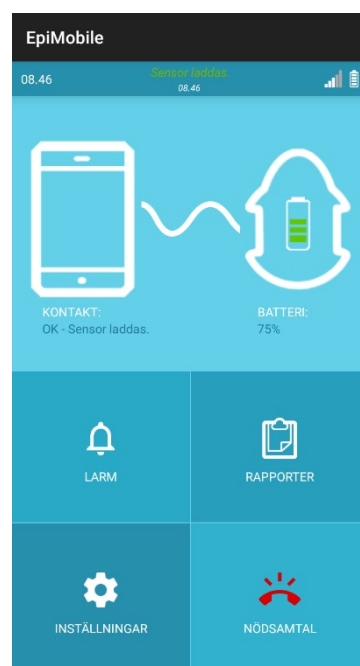 EpiMobile
08.46
Sensor laddas.
08.46
KONTAKT:
OK - Sensor laddas.
BATTERI:
75%
LARM
RAPPORTER
INSTÄLLNINGAR
NÖDSAMTAL